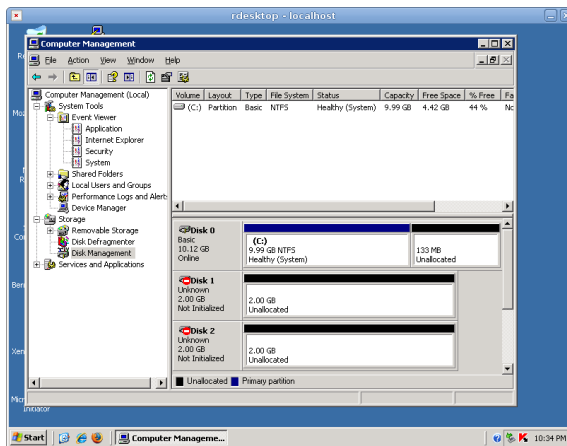 rdesktop - localhost
Computer Management
File Action View Window Help
Computer Management (Local)
System Tools
Event Viewer
Application
Internet Explorer
Security
System
Shared Folders
Local Users and Groups
Performance Logs and Alerts
Device Manager
Storage
Removable Storage
Disk Defragmenter
Disk Management
Services and Applications
Volume Layout Type File System Status Capacity Free Space % Free Fa
(C:) Partition Basic NTFS Healthy (System) 9.99 GB 4.42 GB 44 % No
Disk 0
Basic
10.12 GB
Online
(C:)
9.99 GB NTFS
Healthy (System)
133 MB
Unallocated
Disk 1
Unknown
2.00 GB
Not Initialized
2.00 GB
Unallocated
Disk 2
Unknown
2.00 GB
Not Initialized
2.00 GB
Unallocated
Unallocated Primary partition
Initiator
Start Computer Manageme... 10:34 PM